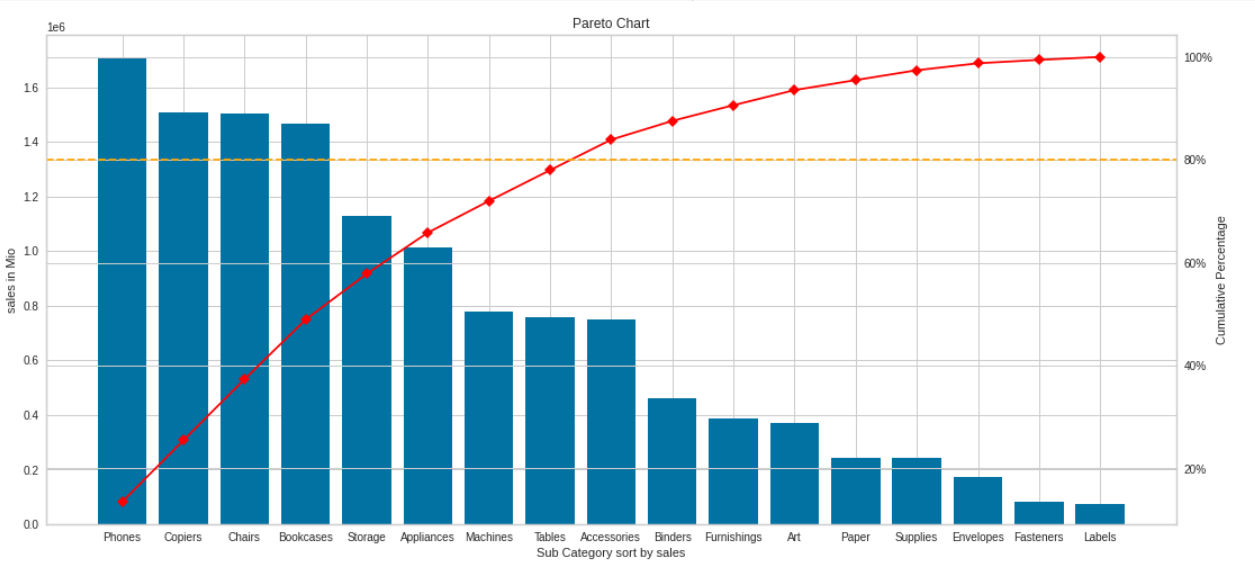 Pareto Chart
1e6
1.6
1.4
1.2
1.0
0.8
0.6
0.4
0.2
0.0
sales in Mio
100%
80%
60%
40%
20%
Cumulative Percentage
Phones Copiers Chairs Bookcases Storage Appliances Machines Tables Accessories Binders Furnishings Art Paper Supplies Envelopes Fasteners Labels
Sub Category sort by sales